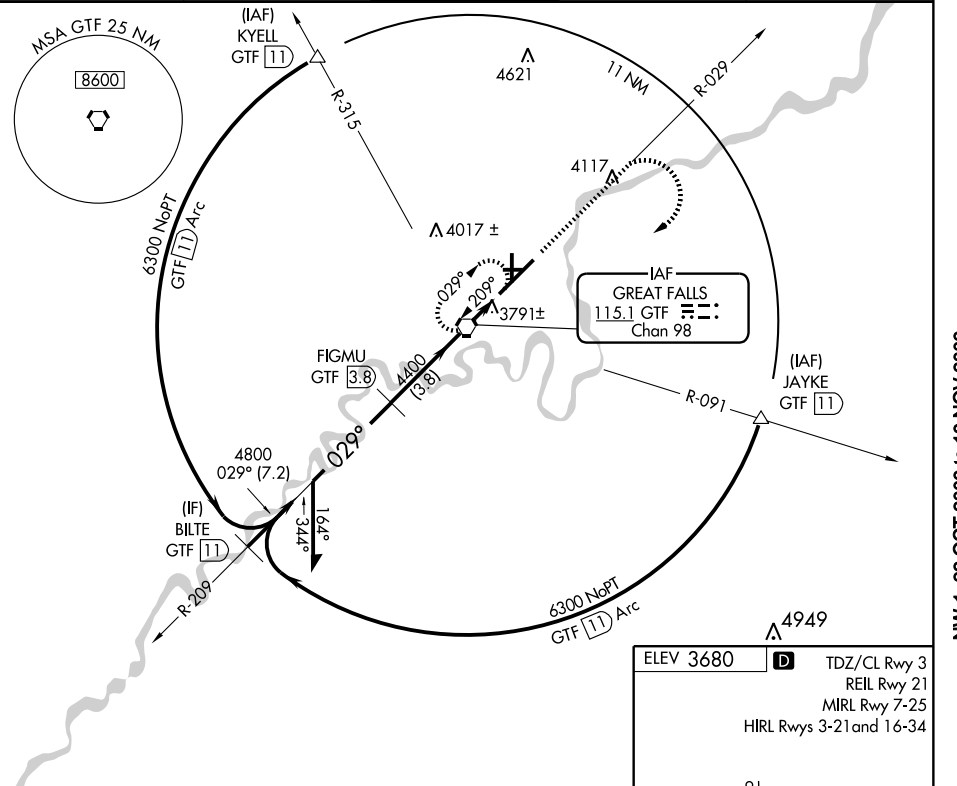 MSA GTF 25 NM
8600
(IAF)
KYELL
GTF 11
R-315
4621
11 NM
R-029
4117
6300 NoPT
GTF 11 Arc
4017 ±
029°
209°
3791±
IAF
GREAT FALLS
115.1 GTF
Chan 98
FIGMU
GTF 3.8
4400
(3.8)
(IAF)
JAYKE
GTF 11
R-091
029°
4800
029° (7.2)
(IF)
BILTE
GTF 11
344°
164°
R-209
6300 NoPT
GTF 11 Arc
4949
ELEV 3680
D
TDZ/CL Rwy 3
REIL Rwy 21
MIRL Rwy 7-25
HIRL Rwys 3-21and 16-34